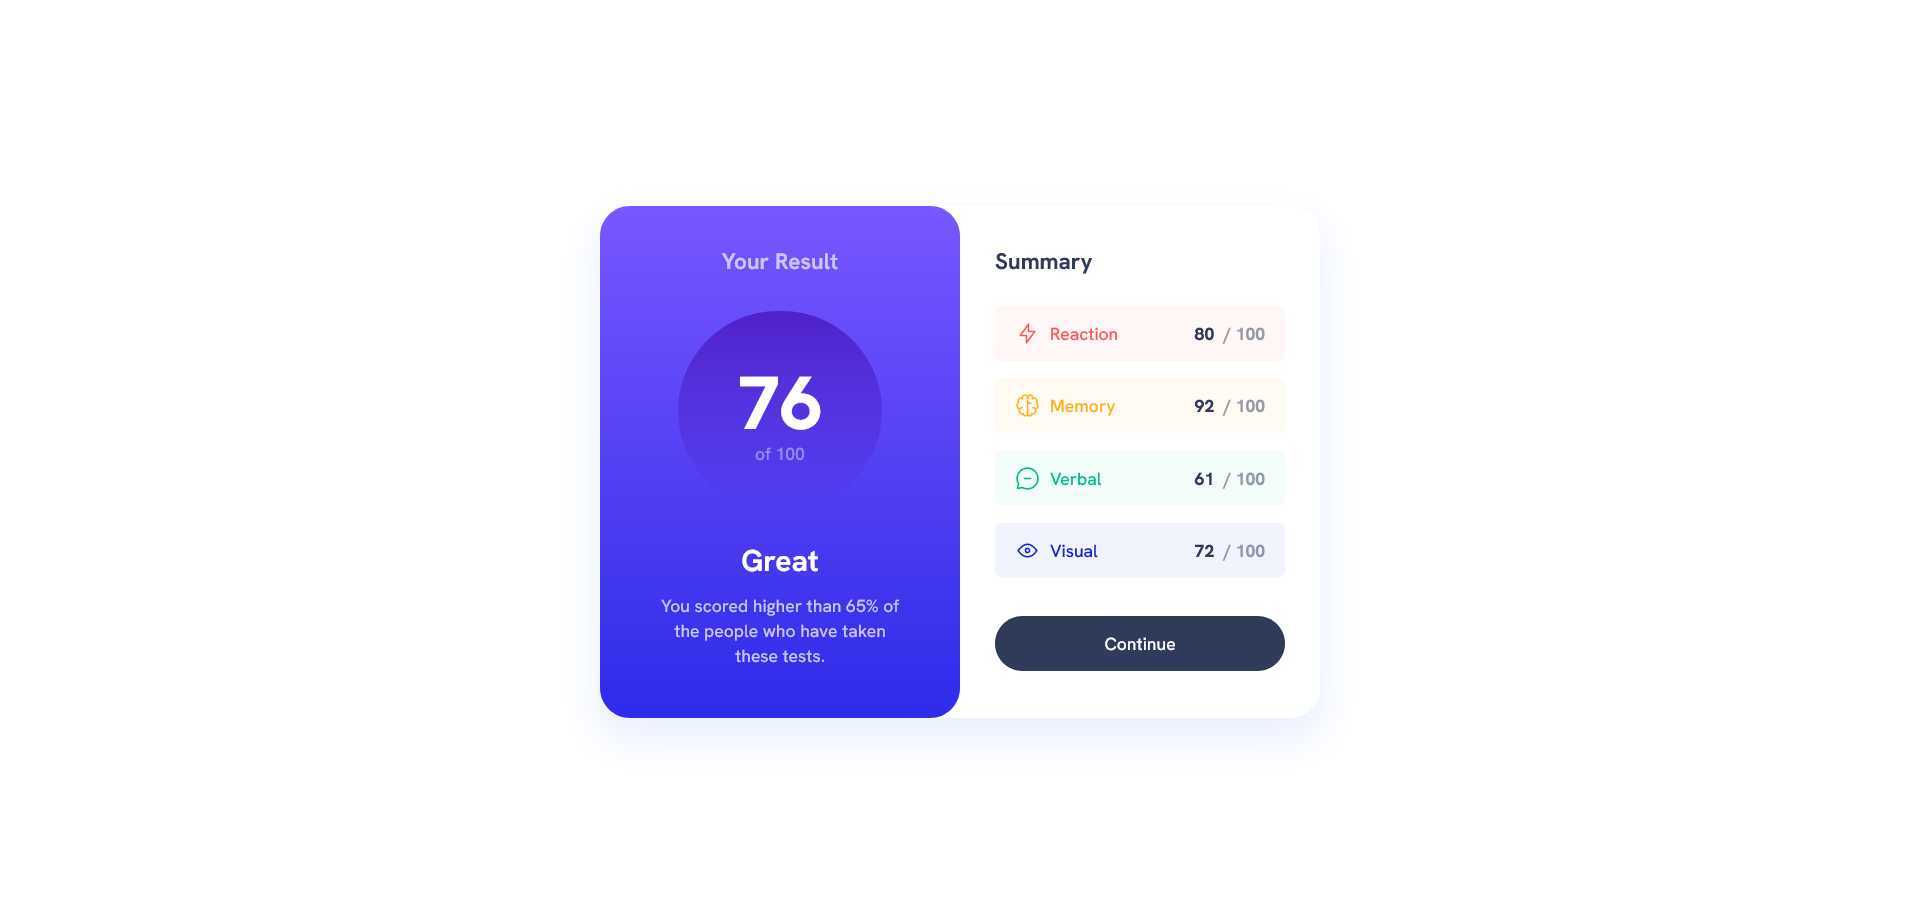 Your Result
76
of 100
Great
You scored higher than 65% of
the people who have taken
these tests.
Summary
Reaction 80 / 100
Memory 92 / 100
Verbal 61 / 100
Visual 72 / 100
Continue